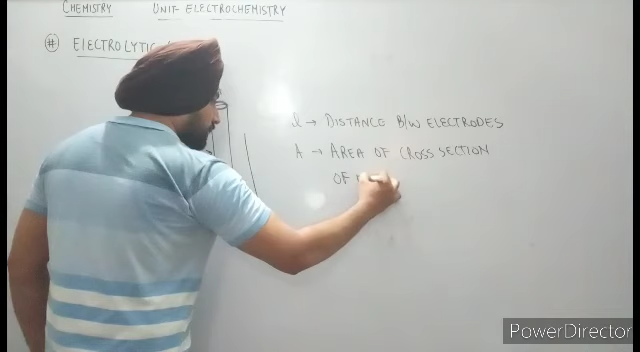 CHEMISTRY UNIT- ELECTROCHEMISTRY
# ELECTROLYTIC
l → DISTANCE B/W ELECTRODES
A → AREA OF CROSS SECTION
OF
PowerDirector